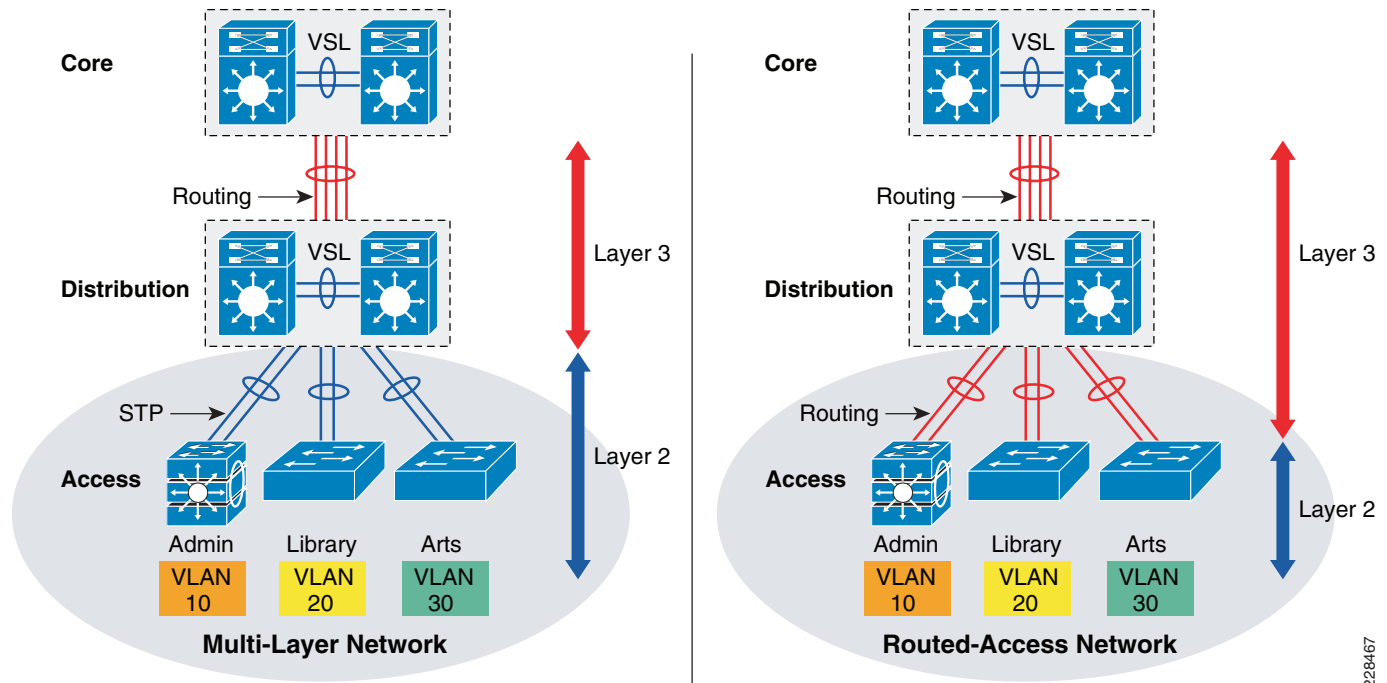 VSL
Core
Routing
Layer 3
VSL
Distribution
STP
Layer 2
Access
Admin Library Arts
VLAN 10
VLAN 20
VLAN 30
Multi-Layer Network
VSL
Core
Routing
Layer 3
VSL
Distribution
Routing
Access
Layer 2
Admin Library Arts
VLAN 10
VLAN 20
VLAN 30
Routed-Access Network
228467